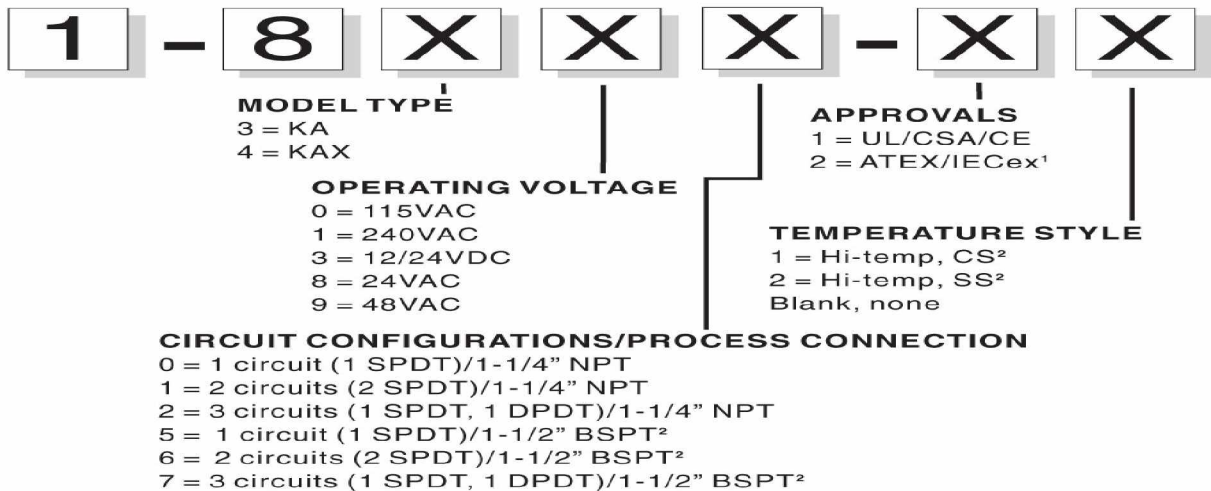 1 - 8 X X X - X X
MODEL TYPE
3 = KA
4 = KAX
OPERATING VOLTAGE
0 = 115VAC
1 = 240VAC
3 = 12/24VDC
8 = 24VAC
9 = 48VAC
CIRCUIT CONFIGURATIONS/PROCESS CONNECTION
0 = 1 circuit (1 SPDT)/1-1/4” NPT
1 = 2 circuits (2 SPDT)/1-1/4” NPT
2 = 3 circuits (1 SPDT, 1 DPDT)/1-1/4” NPT
5 = 1 circuit (1 SPDT)/1-1/2” BSPT²
6 = 2 circuits (2 SPDT)/1-1/2” BSPT²
7 = 3 circuits (1 SPDT, 1 DPDT)/1-1/2” BSPT²
APPROVALS
1 = UL/CSA/CE
2 = ATEX/IECex¹
TEMPERATURE STYLE
1 = Hi-temp, CS²
2 = Hi-temp, SS²
Blank, none